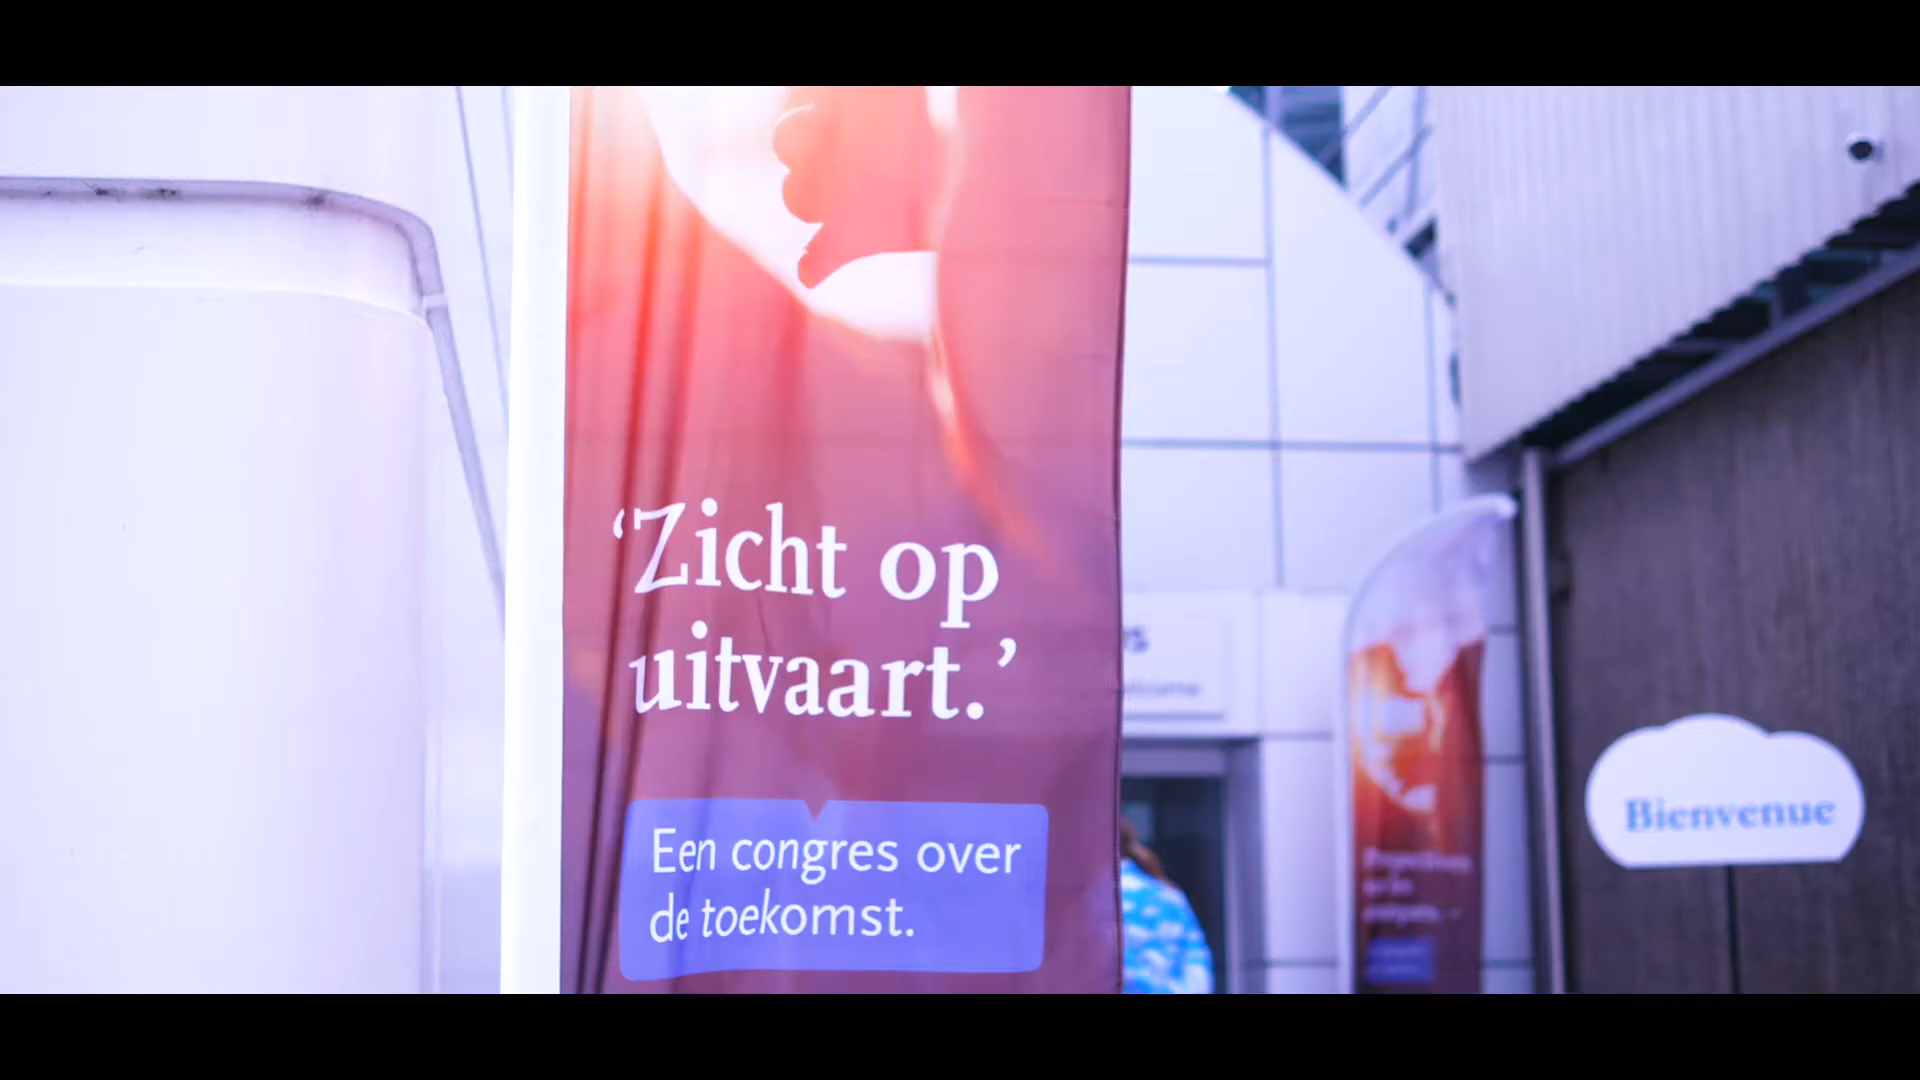 ‘Zicht op
uitvaart.’
Een congres over
de toekomst.
Bienvenue